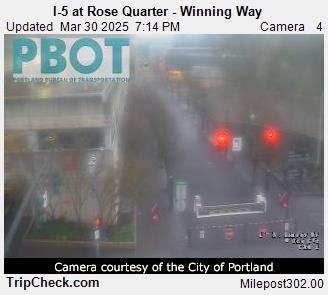 I-5 at Rose Quarter - Winning Way
Updated Mar 30 2025 7:14 PM Camera 4
PBOT
PORTLAND BUREAU OF TRANSPORTATION
Camera courtesy of the City of Portland
TripCheck.com Milepost302.00